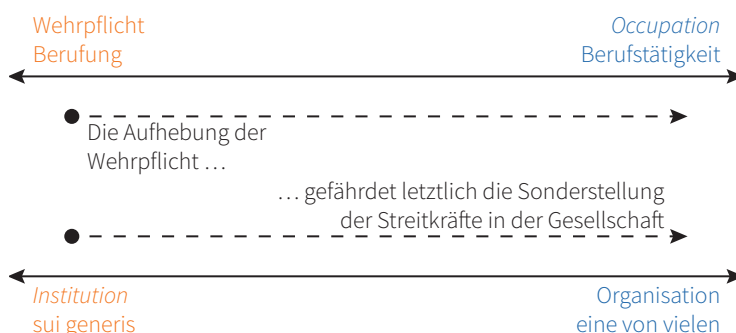 Wehrpflicht
Occupation
Berufung
Berufstätigkeit
Die Aufhebung der
Wehrpflicht …
… gefährdet letztlich die Sonderstellung
der Streitkräfte in der Gesellschaft
Institution
Organisation
sui generis
eine von vielen